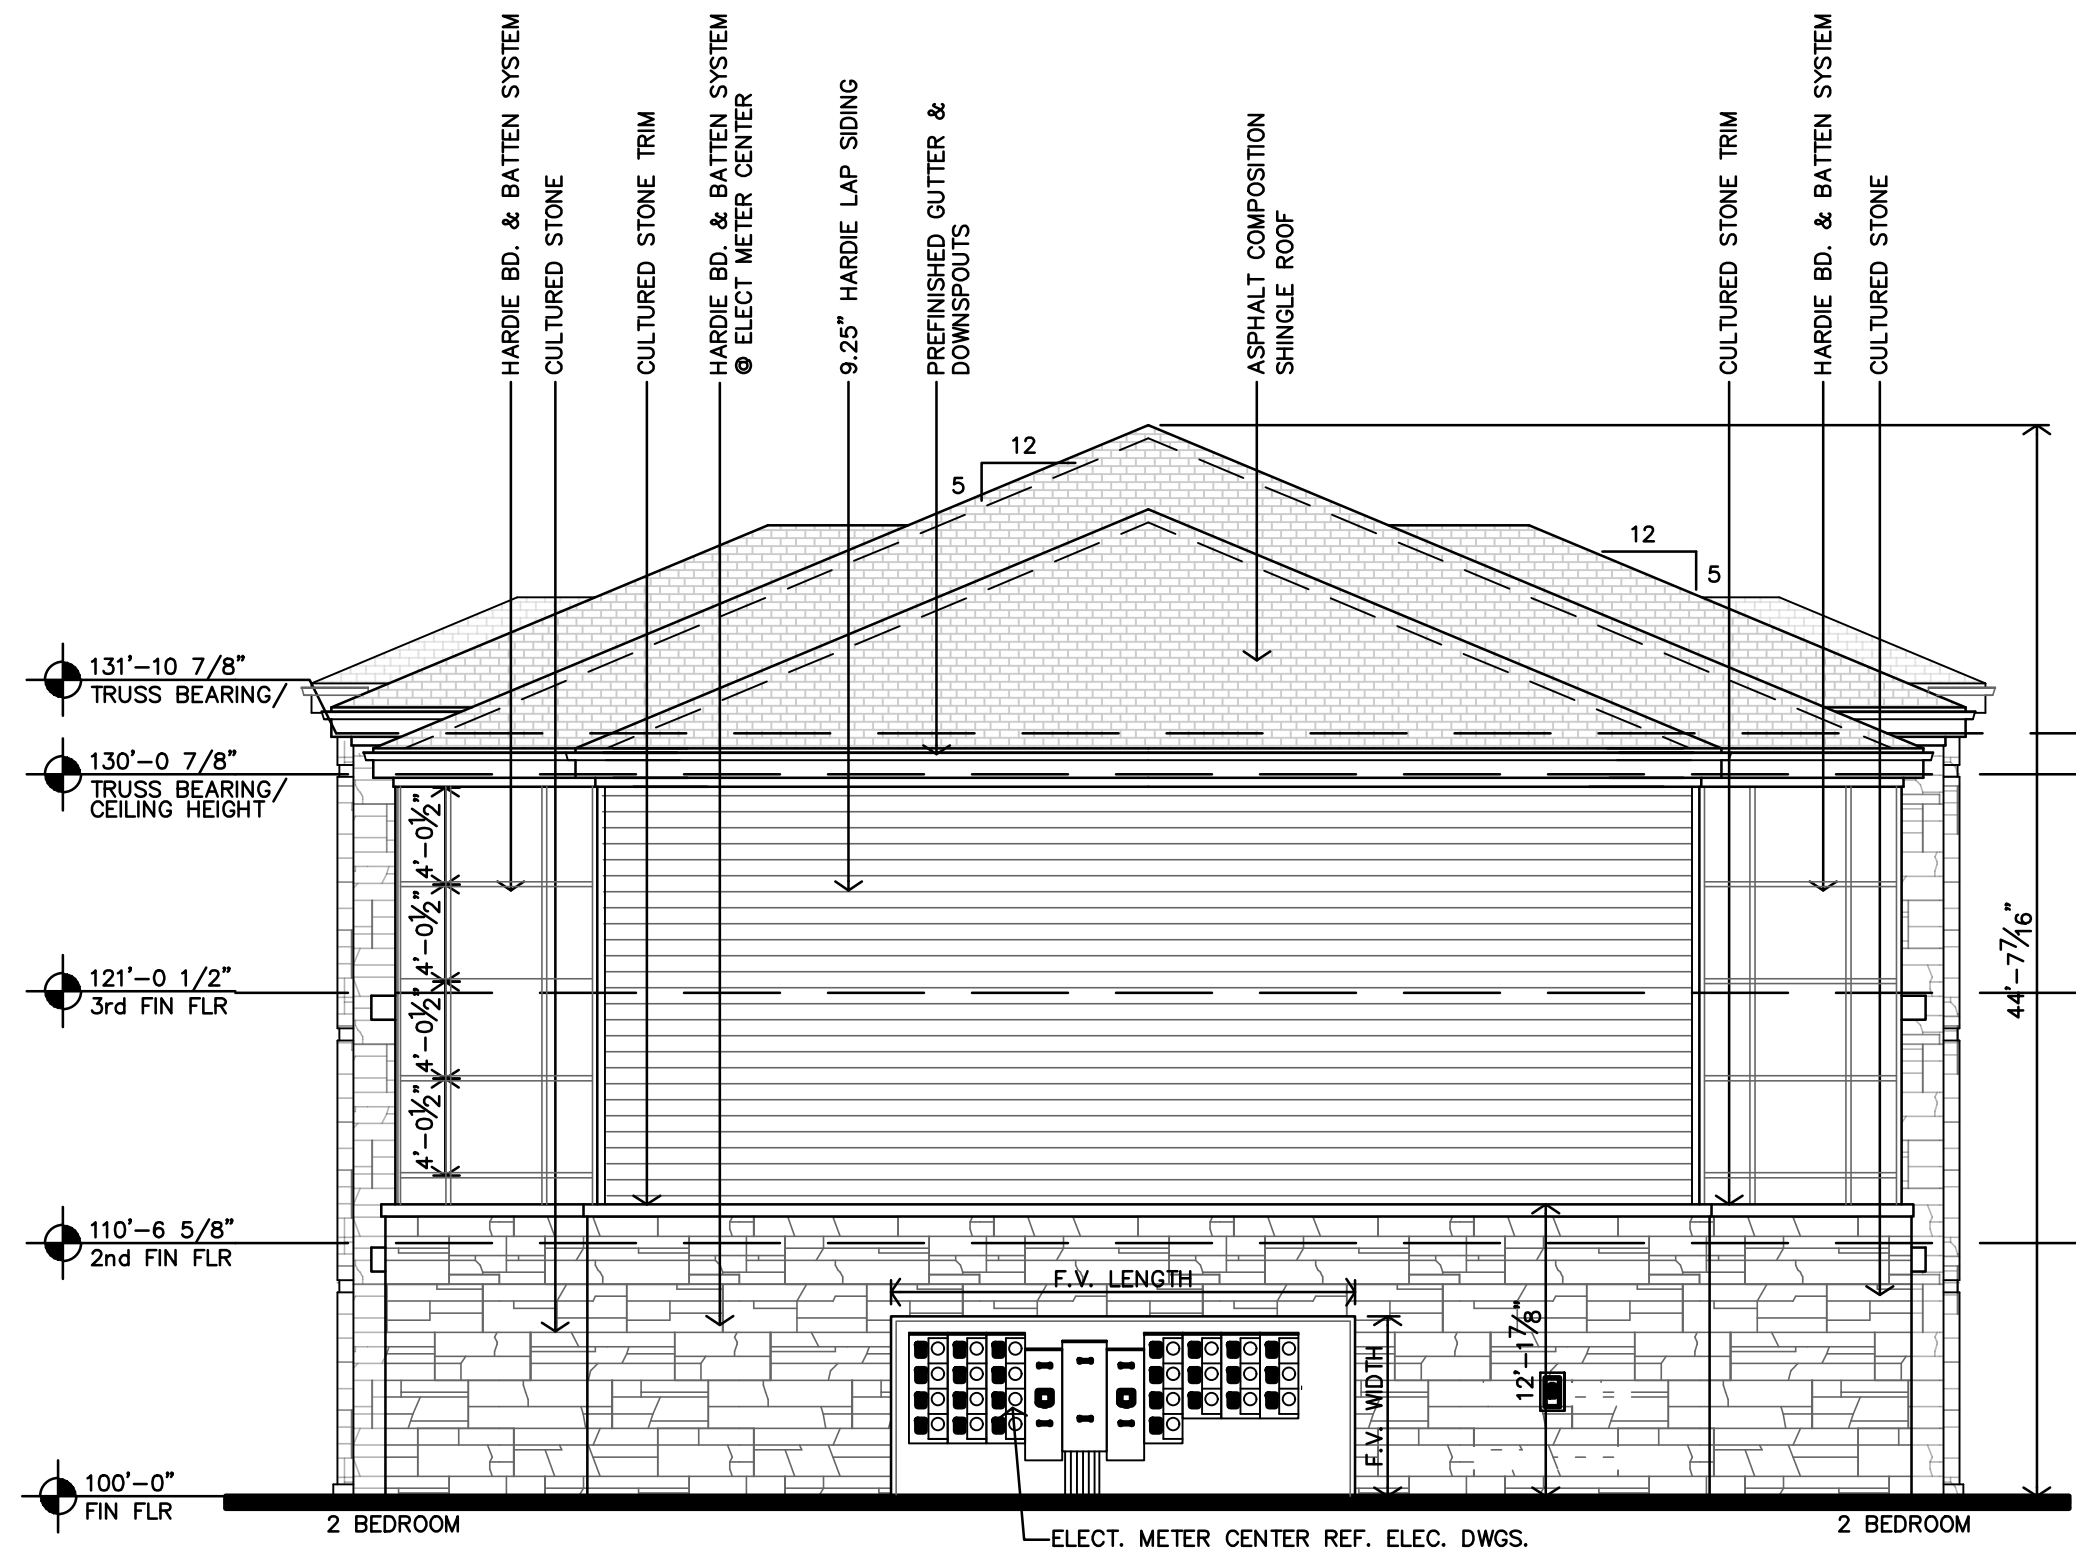 HARDIE BD. & BATTEN SYSTEM
CULTURED STONE
CULTURED STONE TRIM
HARDIE BD. & BATTEN SYSTEM
@ ELECT METER CENTER
9.25" HARDIE LAP SIDING
PREFINISHED GUTTER &
DOWNSPOUTS
ASPHALT COMPOSITION
SHINGLE ROOF
CULTURED STONE TRIM
HARDIE BD. & BATTEN SYSTEM
CULTURED STONE
12
5
12
5
131'-10 7/8"
TRUSS BEARING/
130'-0 7/8"
TRUSS BEARING/
CEILING HEIGHT
4'-0½"
4'-0½"
4'-0½"
4'-0½"
121'-0 1/2"
3rd FIN FLR
44'-7 7/16"
110'-6 5/8"
2nd FIN FLR
F.V. LENGTH
F.V. WIDTH
12'-1 7/8"
100'-0"
FIN FLR
2 BEDROOM
2 BEDROOM
ELECT. METER CENTER REF. ELEC. DWGS.